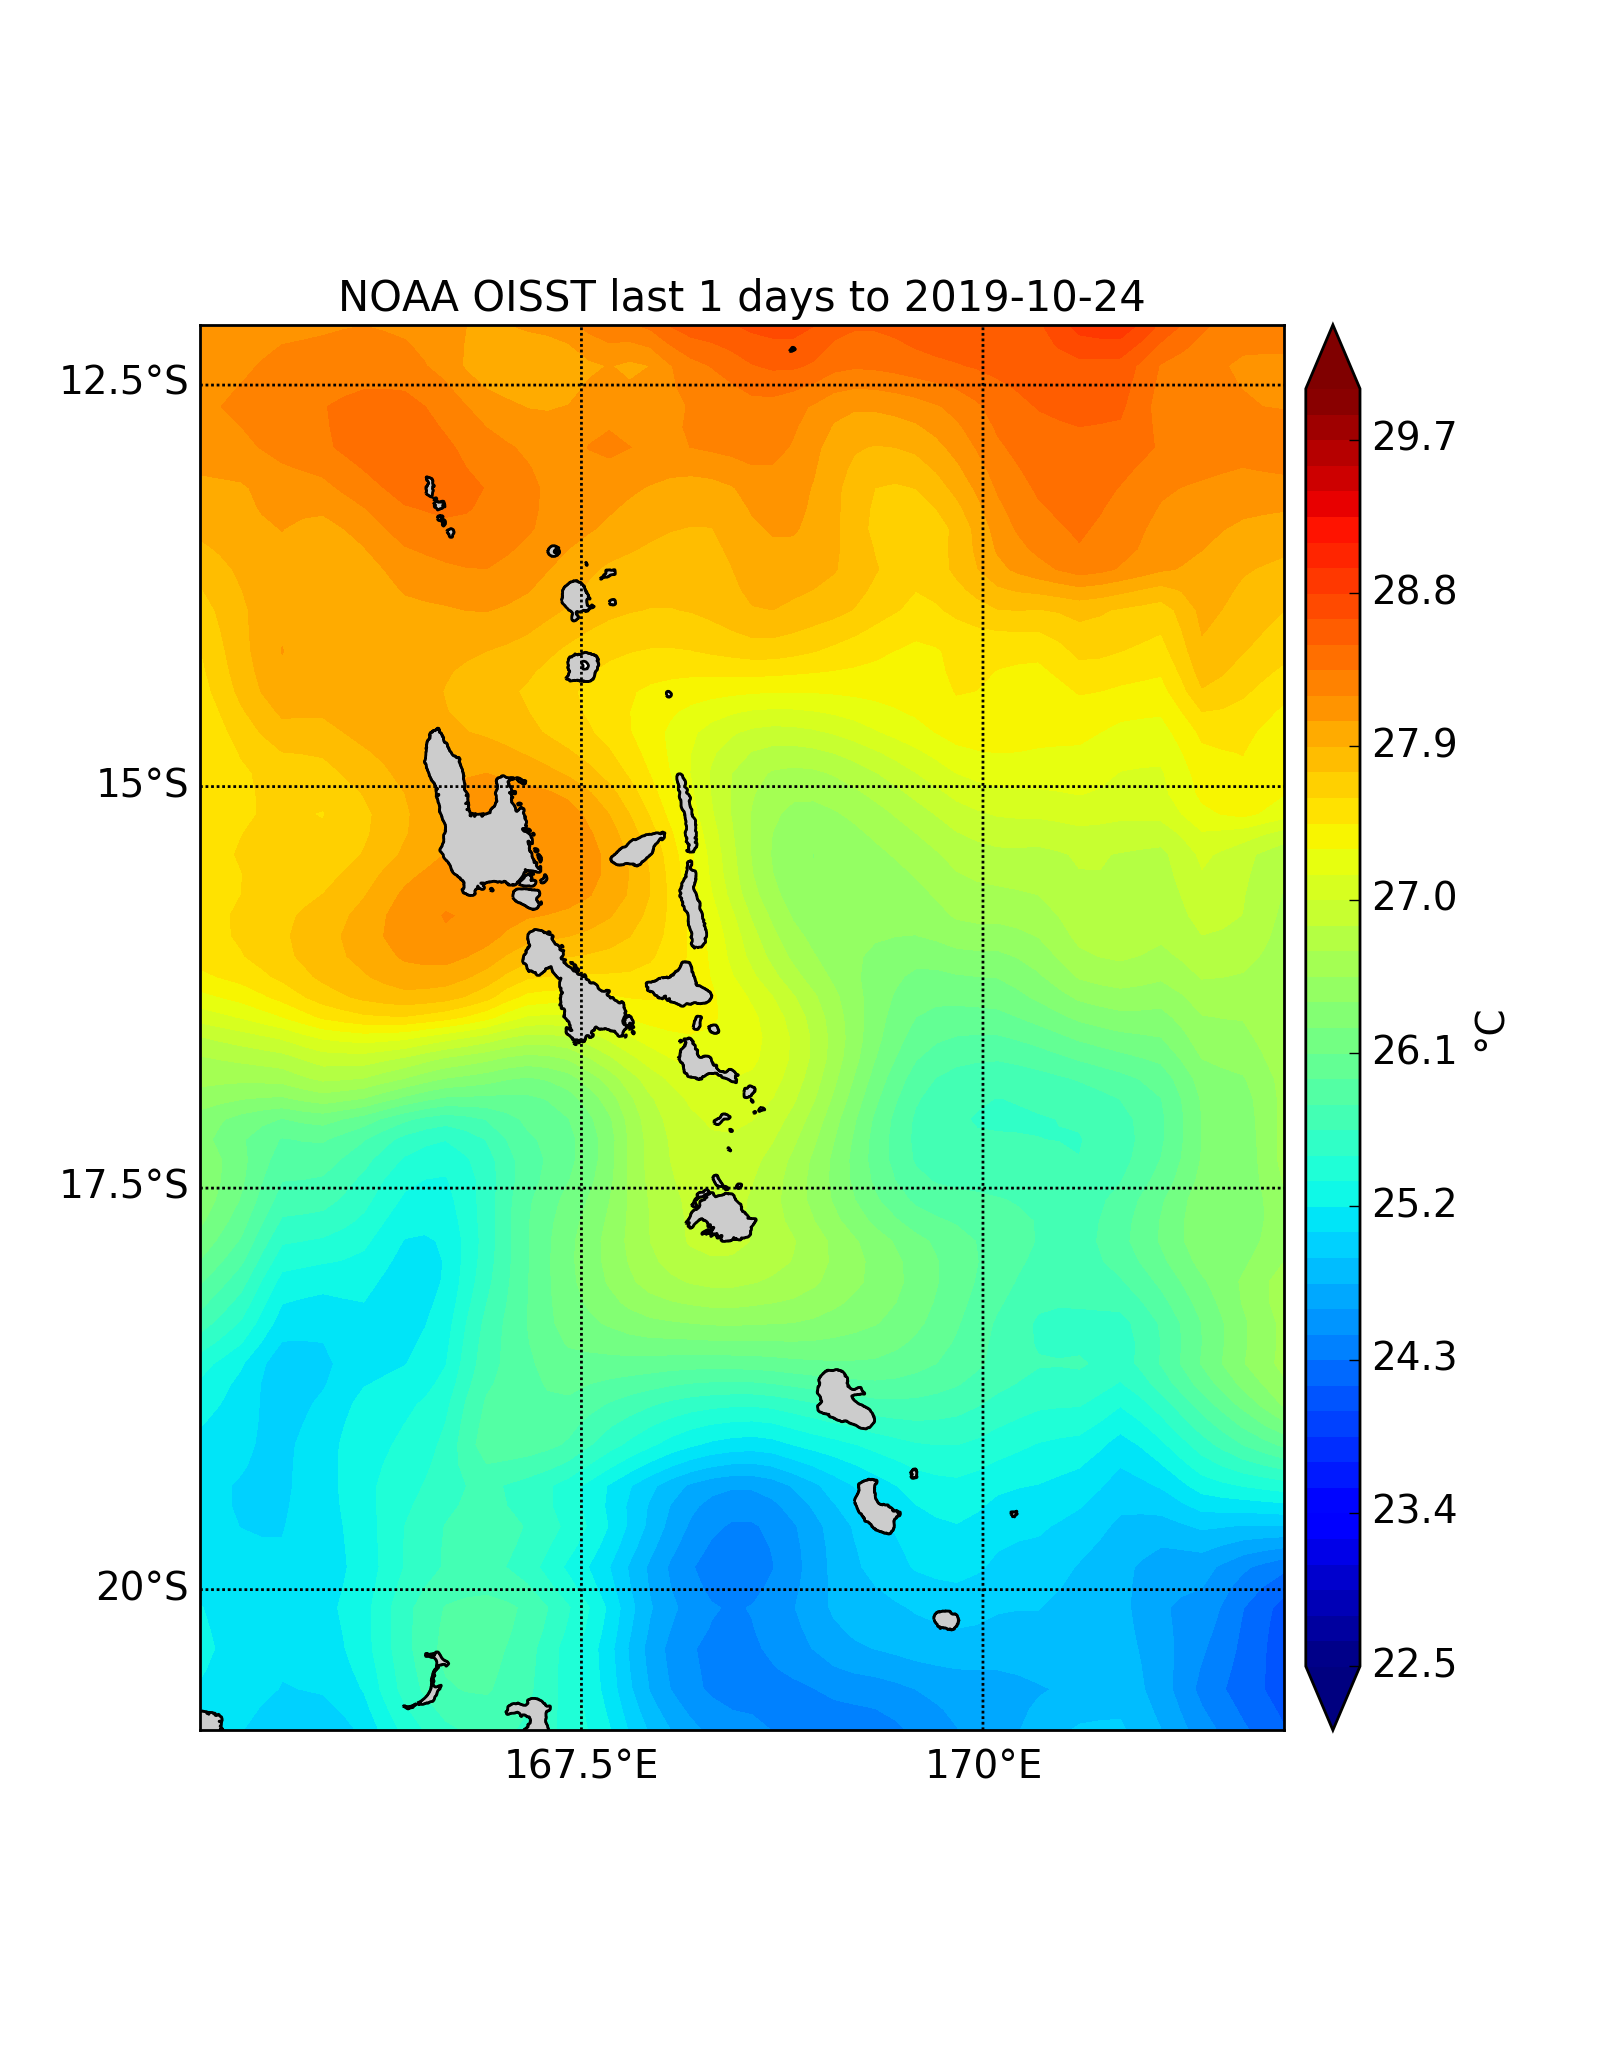 NOAA OISST last 1 days to 2019-10-24
12.5°S
15°S
17.5°S
20°S
167.5°E
170°E
29.7
28.8
27.9
27.0
26.1
25.2
24.3
23.4
22.5
°C